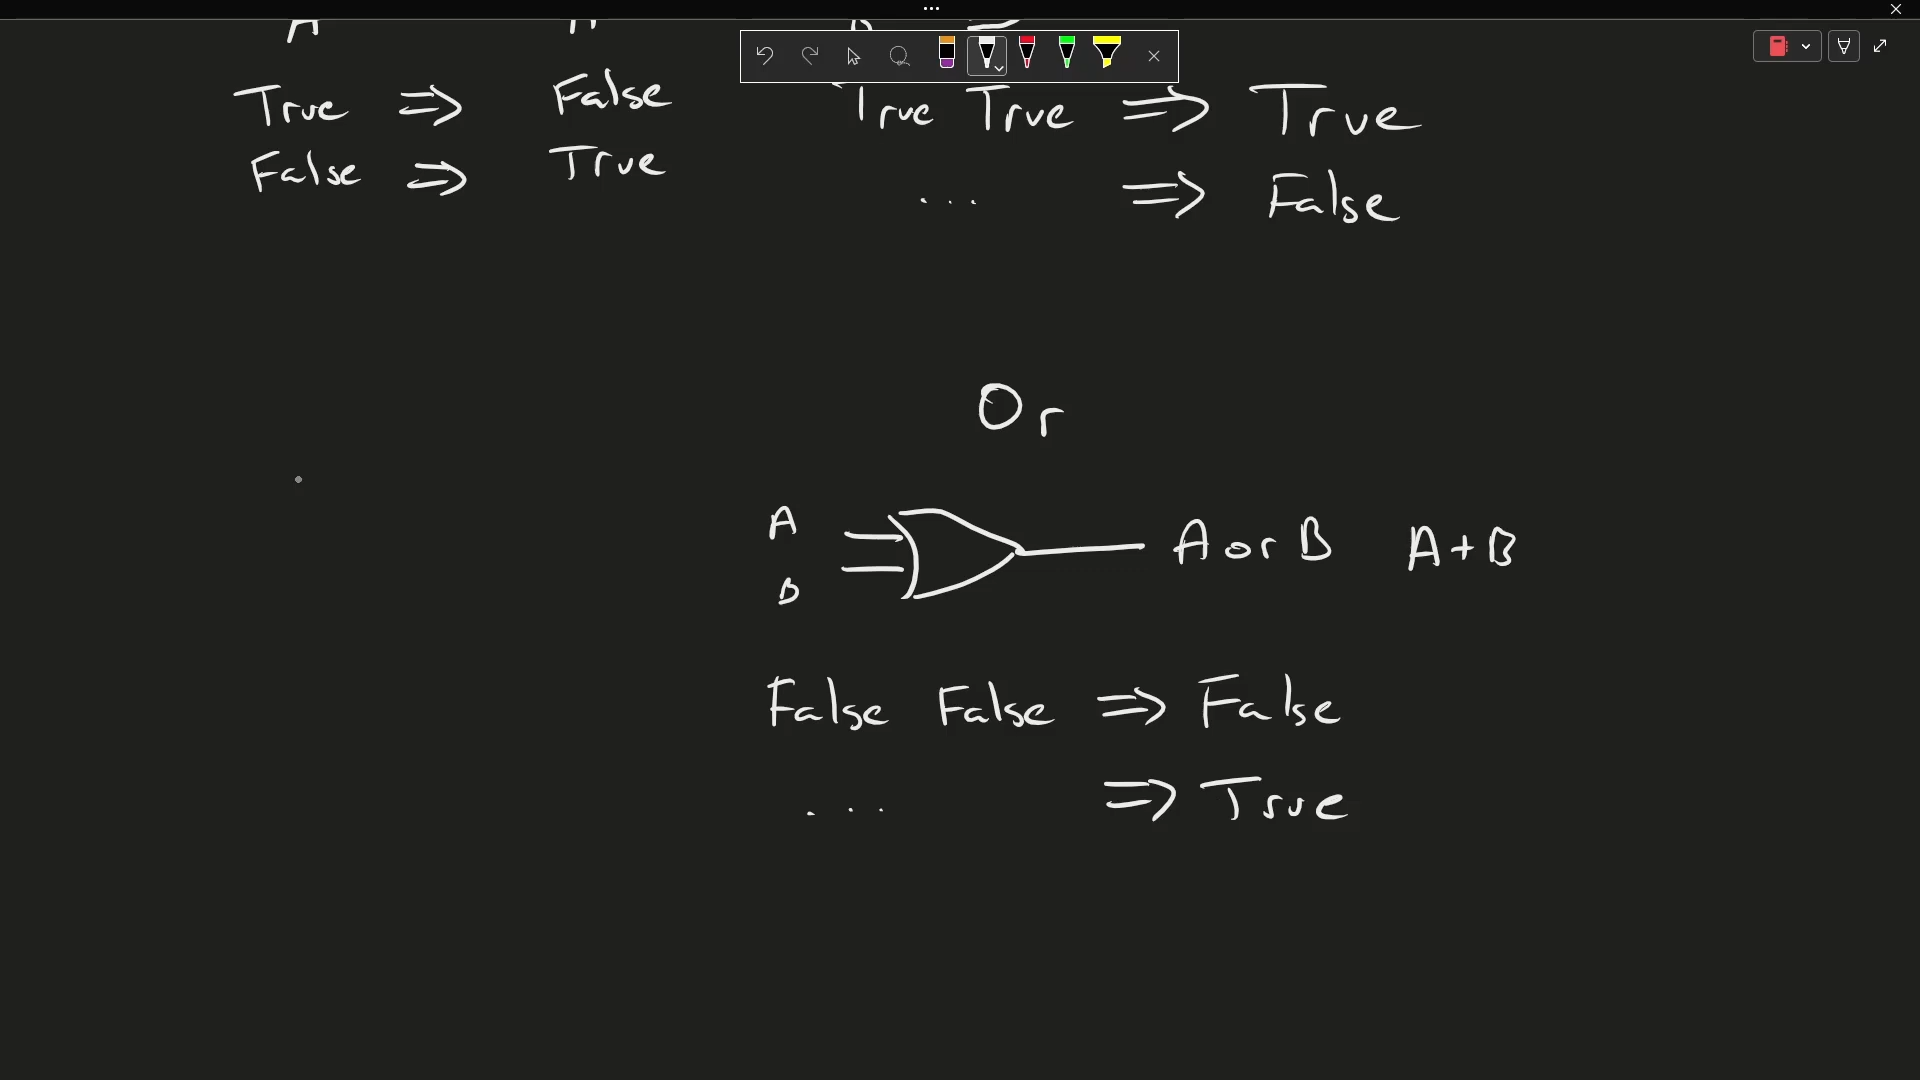 True ⇒ False
False ⇒ True
True True ⇒ True
... ⇒ False
Or
A
B
A or B A+B
False False ⇒ False
... ⇒ True